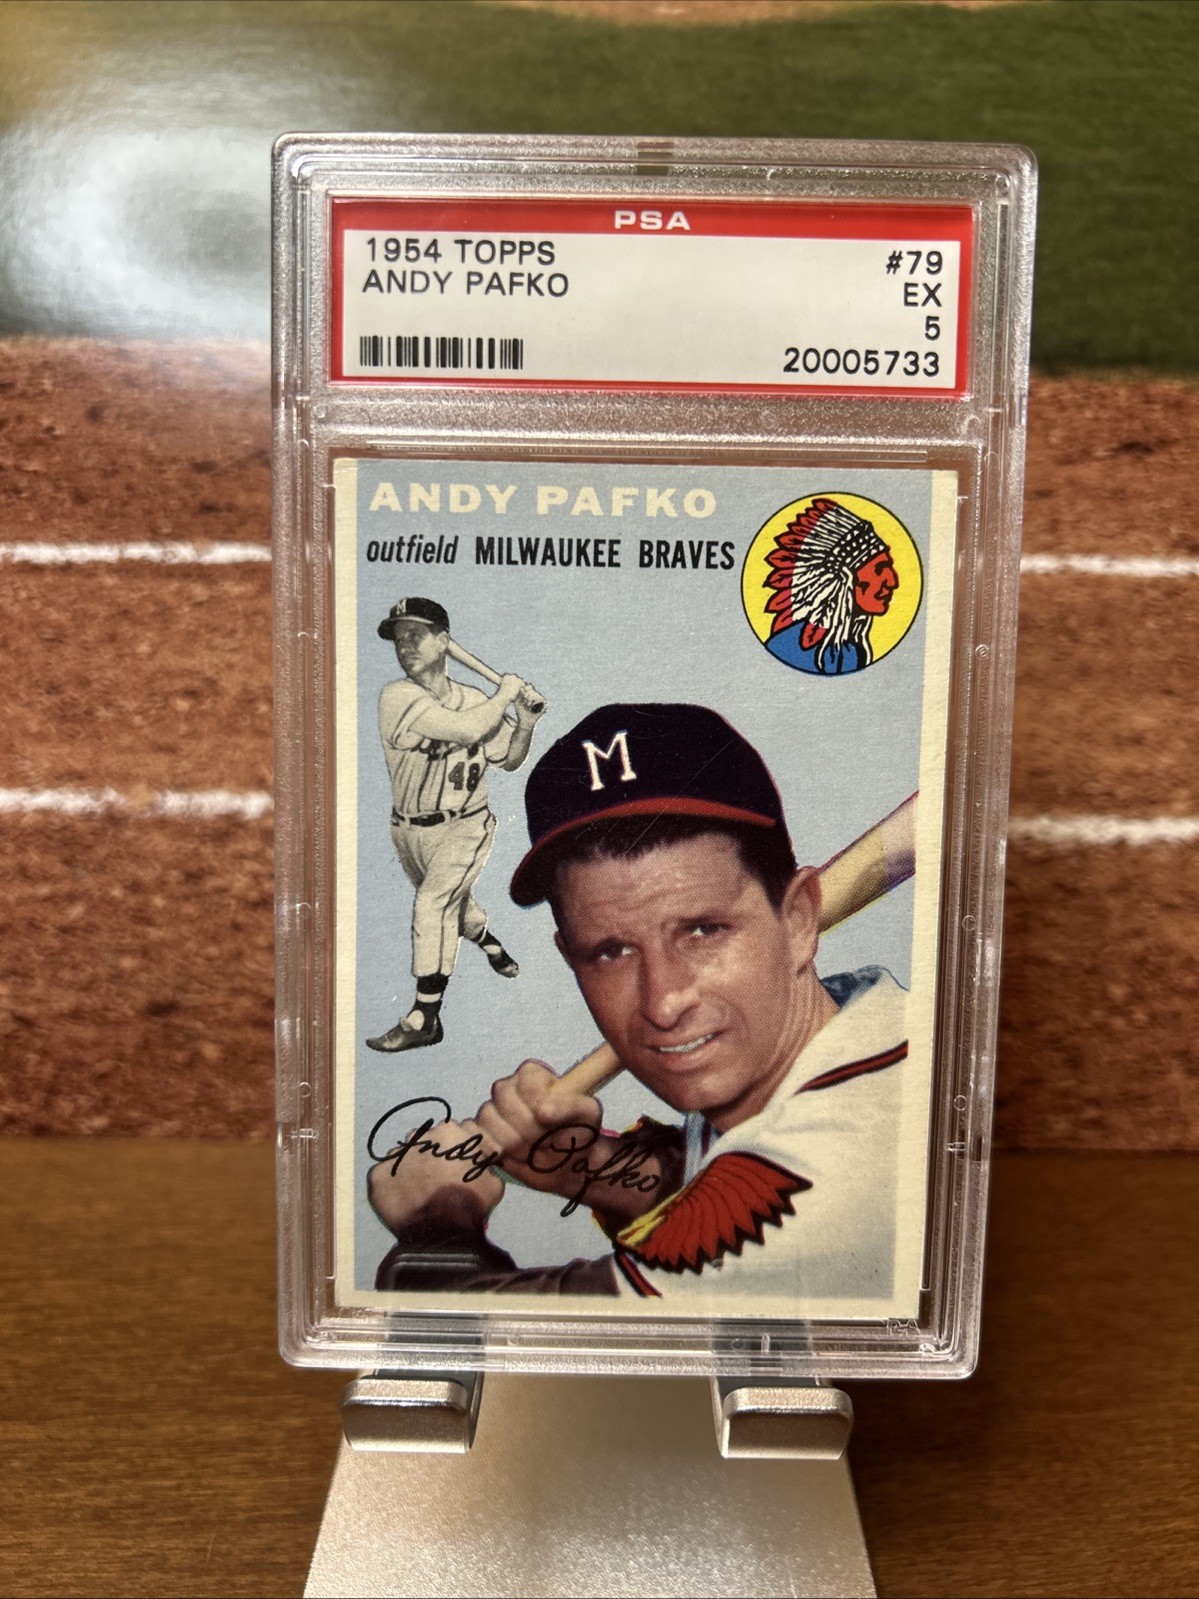 PSA
1954 TOPPS #79
ANDY PAFKO EX
5
20005733
ANDY PAFKO
outfield MILWAUKEE BRAVES
M
48
M
Andy Pafko